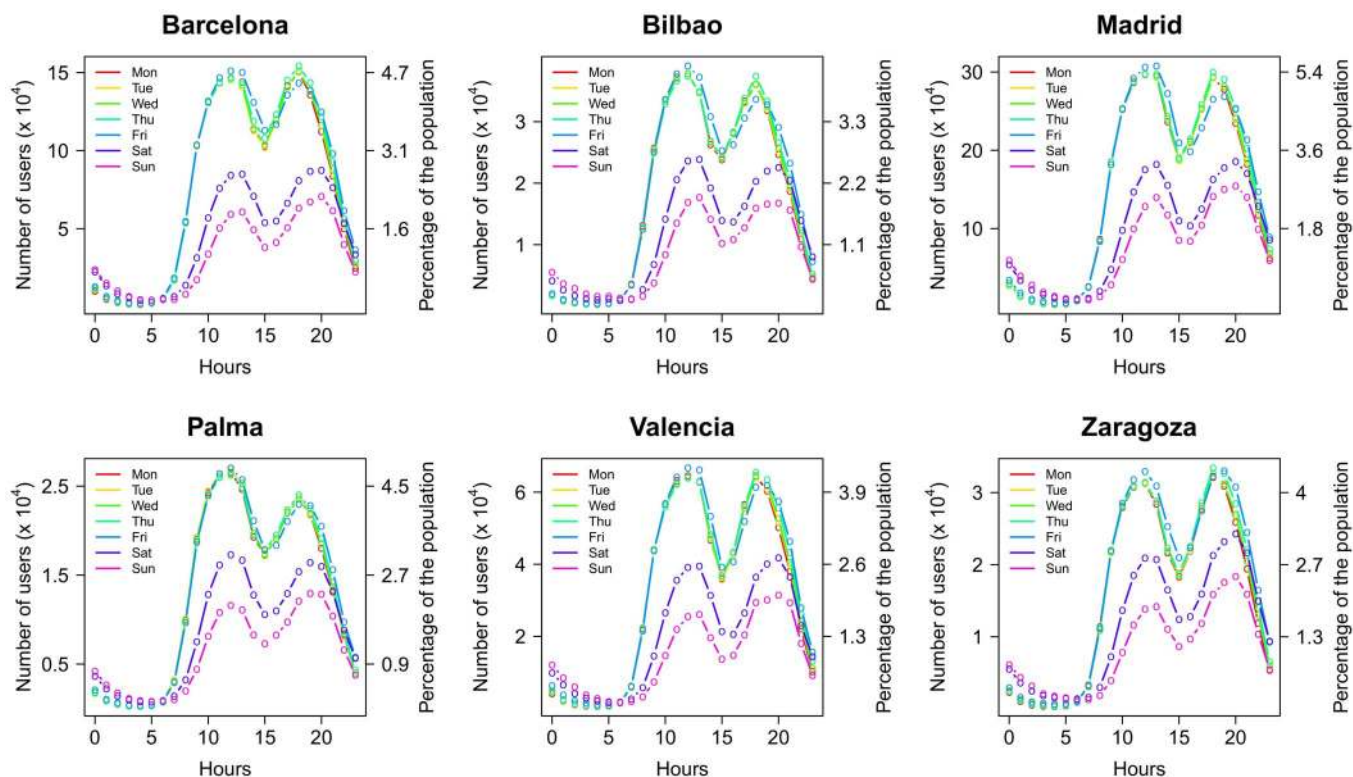 Barcelona
Number of users (x 10⁴)
15
10
5
Mon
Tue
Wed
Thu
Fri
Sat
Sun
4.7
3.1
1.6
Percentage of the population
0 5 10 15 20
Hours
Bilbao
Number of users (x 10⁴)
3
2
1
Mon
Tue
Wed
Thu
Fri
Sat
Sun
3.3
2.2
1.1
Percentage of the population
0 5 10 15 20
Hours
Madrid
Number of users (x 10⁴)
30
20
10
Mon
Tue
Wed
Thu
Fri
Sat
Sun
5.4
3.6
1.8
Percentage of the population
0 5 10 15 20
Hours
Palma
Number of users (x 10⁴)
2.5
1.5
0.5
Mon
Tue
Wed
Thu
Fri
Sat
Sun
4.5
2.7
0.9
Percentage of the population
0 5 10 15 20
Hours
Valencia
Number of users (x 10⁴)
6
4
2
Mon
Tue
Wed
Thu
Fri
Sat
Sun
3.9
2.6
1.3
Percentage of the population
0 5 10 15 20
Hours
Zaragoza
Number of users (x 10⁴)
3
2
1
Mon
Tue
Wed
Thu
Fri
Sat
Sun
4
2.7
1.3
Percentage of the population
0 5 10 15 20
Hours